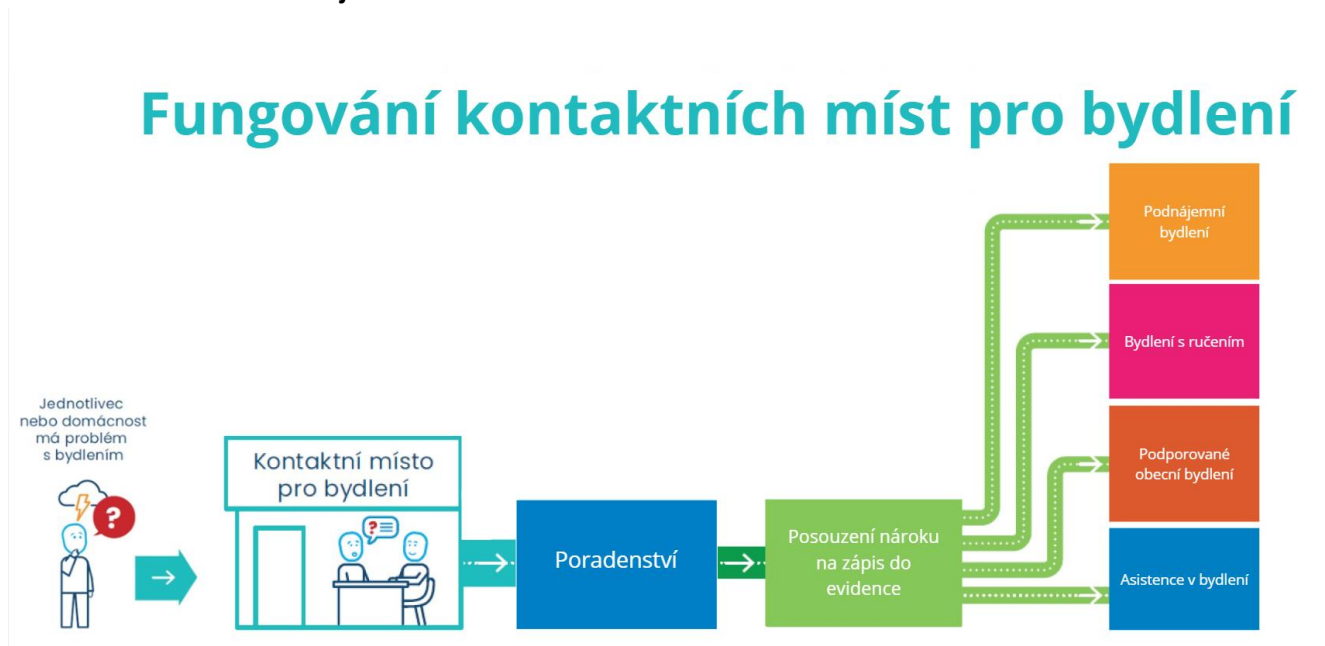 Fungování kontaktních míst pro bydlení
Jednotlivec
nebo domácnost
má problém
s bydlením
?
Kontaktní místo
pro bydlení
?
Poradenství
Posouzení nároku
na zápis do
evidence
Podnájemní
bydlení
Bydlení s ručením
Podporované
obecní bydlení
Asistence v bydlení